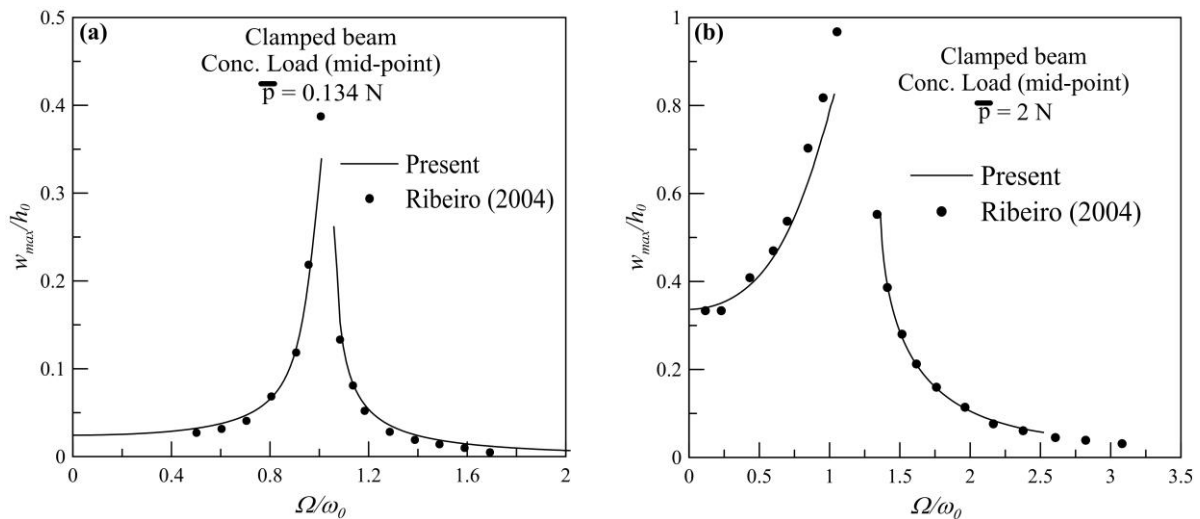 (a)
Clamped beam
Conc. Load (mid-point)
p̅ = 0.134 N
Present
Ribeiro (2004)
0.5
0.4
0.3
0.2
0.1
0
w_max/h_0
0 0.4 0.8 1.2 1.6 2
Ω/ω_0
(b)
Clamped beam
Conc. Load (mid-point)
p̅ = 2 N
Present
Ribeiro (2004)
1
0.8
0.6
0.4
0.2
0
w_max/h_0
0 0.5 1 1.5 2 2.5 3 3.5
Ω/ω_0